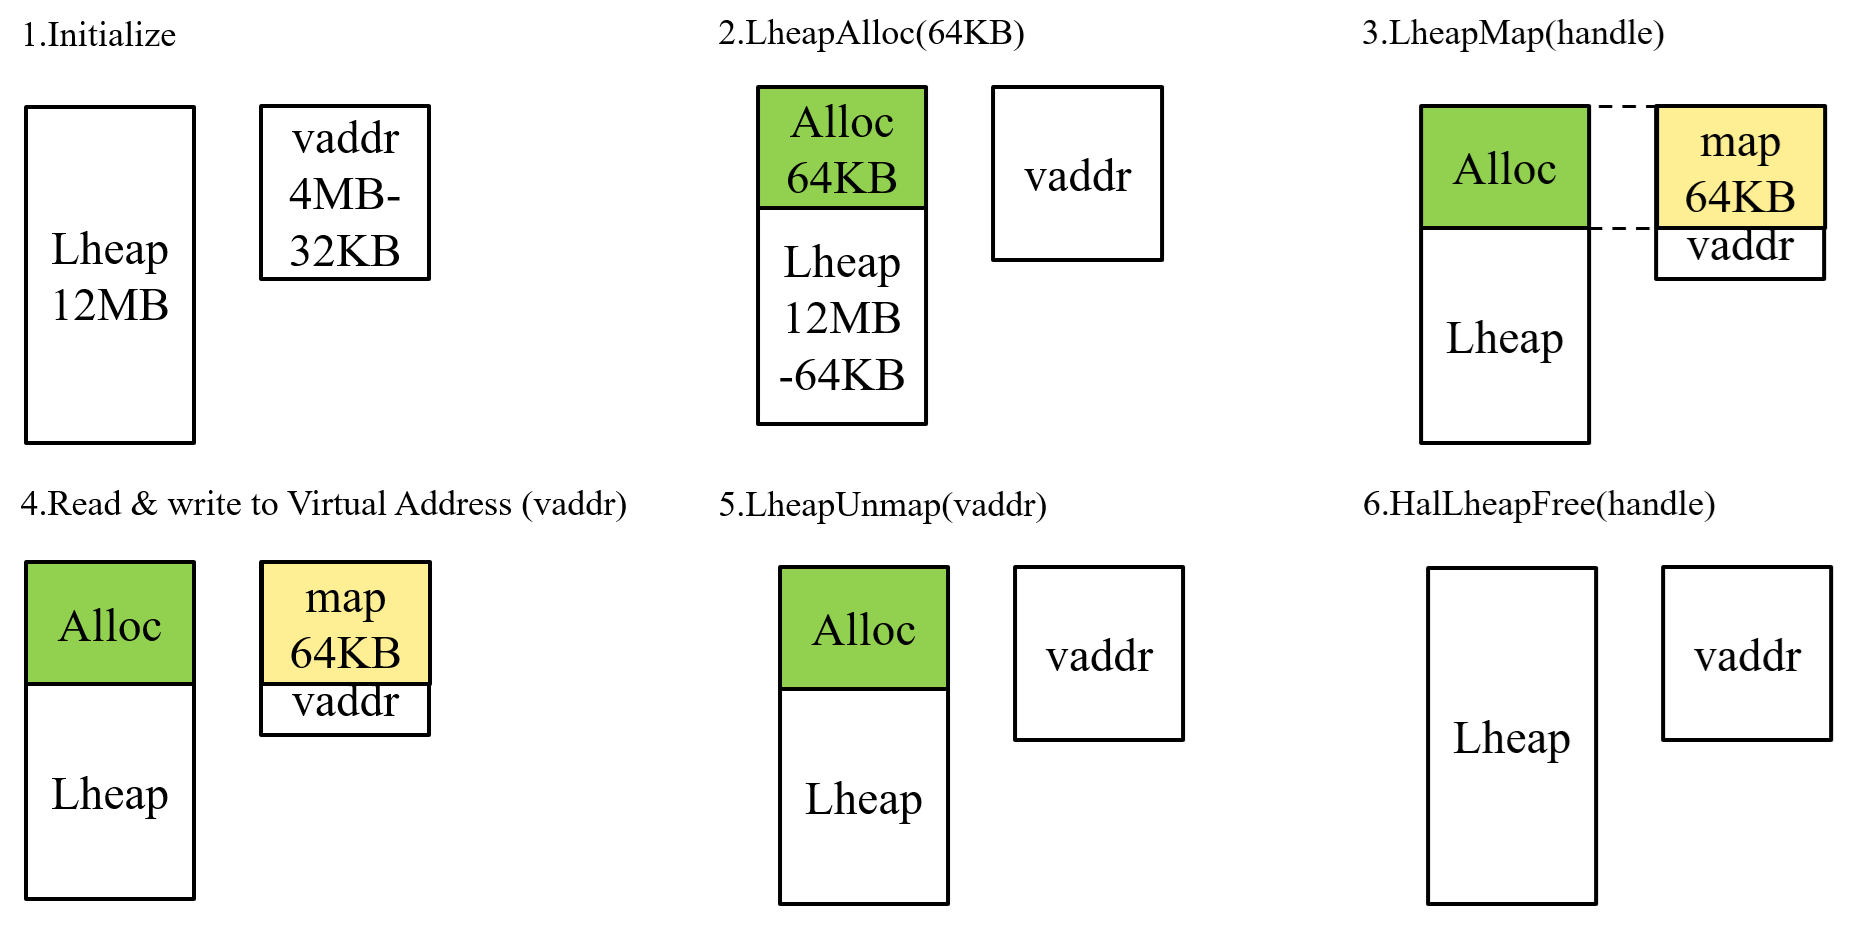 1.Initialize
Lheap
12MB
vaddr
4MB-
32KB
2.LheapAlloc(64KB)
Alloc
64KB
Lheap
12MB
-64KB
vaddr
3.LheapMap(handle)
Alloc
Lheap
map
64KB
vaddr
4.Read & write to Virtual Address (vaddr)
Alloc
Lheap
map
64KB
vaddr
5.LheapUnmap(vaddr)
Alloc
Lheap
vaddr
6.HalLheapFree(handle)
Lheap
vaddr